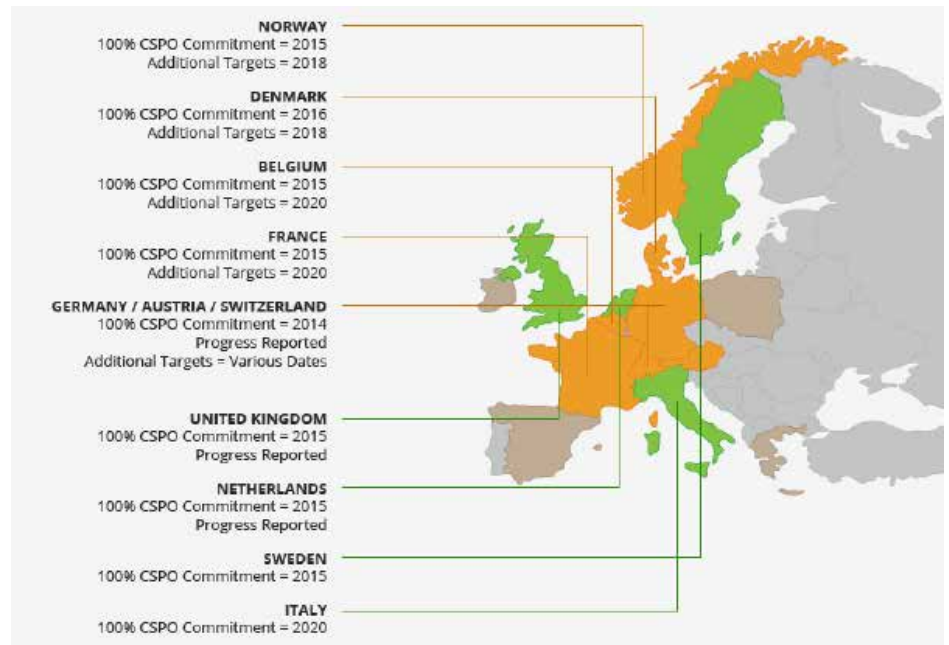 NORWAY
100% CSPO Commitment = 2015
Additional Targets = 2018
DENMARK
100% CSPO Commitment = 2016
Additional Targets = 2018
BELGIUM
100% CSPO Commitment = 2015
Additional Targets = 2020
FRANCE
100% CSPO Commitment = 2015
Additional Targets = 2020
GERMANY / AUSTRIA / SWITZERLAND
100% CSPO Commitment = 2014
Progress Reported
Additional Targets = Various Dates
UNITED KINGDOM
100% CSPO Commitment = 2015
Progress Reported
NETHERLANDS
100% CSPO Commitment = 2015
Progress Reported
SWEDEN
100% CSPO Commitment = 2015
ITALY
100% CSPO Commitment = 2020